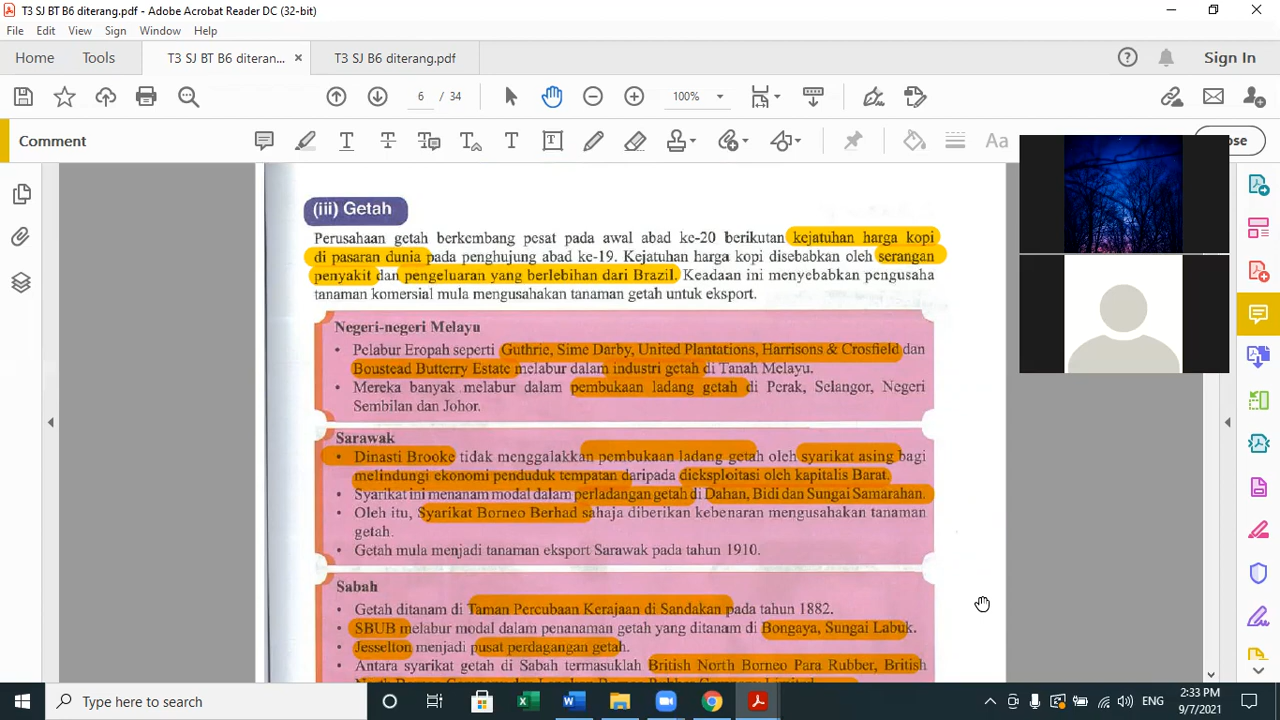 T3 SJ BT B6 diterang.pdf - Adobe Acrobat Reader DC (32-bit)
File Edit View Sign Window Help
Home Tools T3 SJ BT B6 diteran... × T3 SJ B6 diterang.pdf Sign In
6 / 34 100%
Comment
(iii) Getah
Perusahaan getah berkembang pesat pada awal abad ke-20 berikutan kejatuhan harga kopi
di pasaran dunia pada penghujung abad ke-19. Kejatuhan harga kopi disebabkan oleh serangan
penyakit dan pengeluaran yang berlebihan dari Brazil. Keadaan ini menyebabkan pengusaha
tanaman komersial mula mengusahakan tanaman getah untuk eksport.
Negeri-negeri Melayu
• Pelabur Eropah seperti Guthrie, Sime Darby, United Plantations, Harrisons & Crosfield dan
Boustead Butterry Estate melabur dalam industri getah di Tanah Melayu.
• Mereka banyak melabur dalam pembukaan ladang getah di Perak, Selangor, Negeri
Sembilan dan Johor.
Sarawak
• Dinasti Brooke tidak menggalakkan pembukaan ladang getah oleh syarikat asing bagi
melindungi ekonomi penduduk tempatan daripada dieksploitasi oleh kapitalis Barat.
• Syarikat ini menanam modal dalam perladangan getah di Dahan, Bidi dan Sungai Samarahan.
• Oleh itu, Syarikat Borneo Berhad sahaja diberikan kebenaran mengusahakan tanaman
getah.
• Getah mula menjadi tanaman eksport Sarawak pada tahun 1910.
Sabah
• Getah ditanam di Taman Percubaan Kerajaan di Sandakan pada tahun 1882.
• SBUB melabur modal dalam penanaman getah yang ditanam di Bongaya, Sungai Labuk.
• Jesselton menjadi pusat perdagangan getah.
• Antara syarikat getah di Sabah termasuklah British North Borneo Para Rubber, British
Type here to search
ENG
2:33 PM
9/7/2021